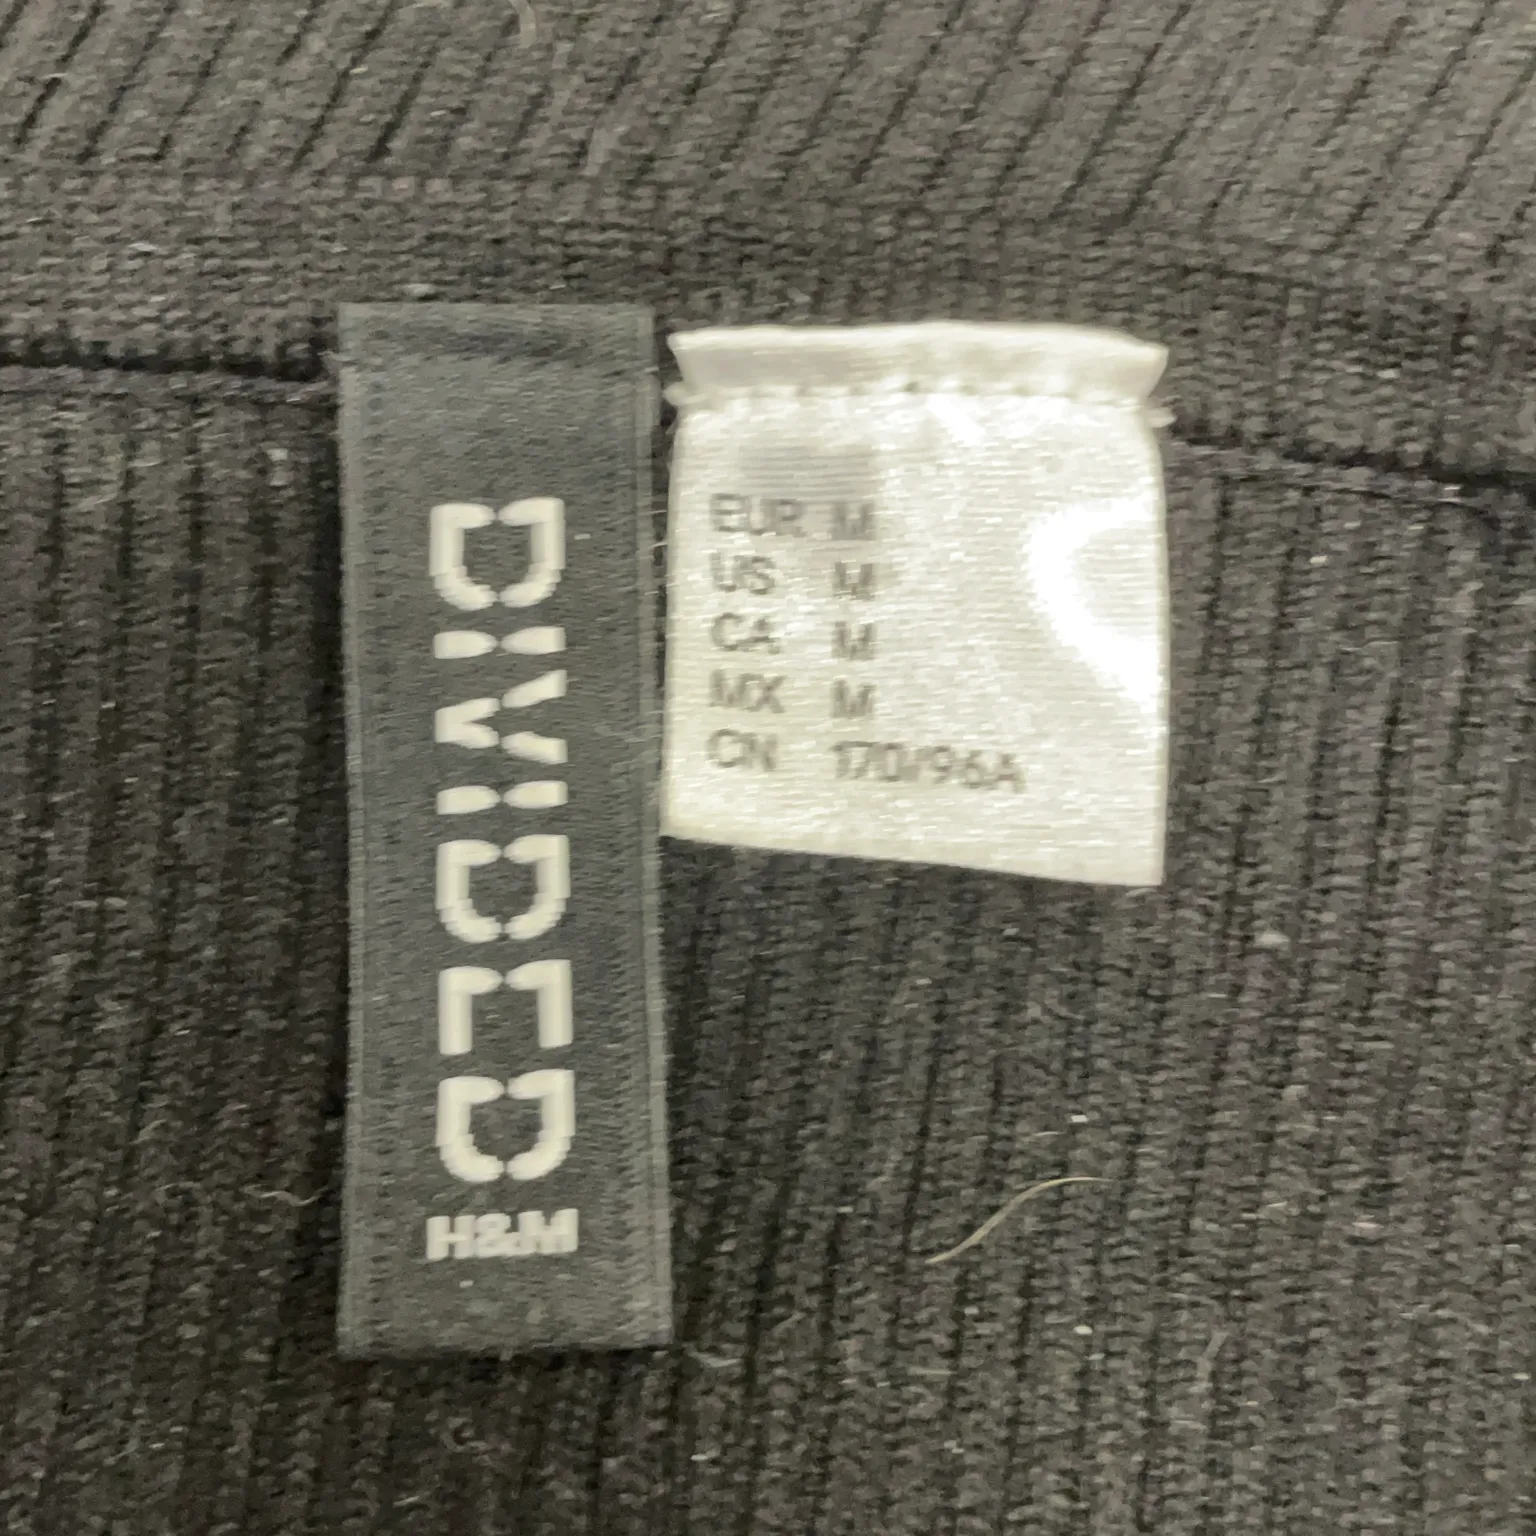 DIVIDED
H&M
EUR M
US M
CA M
MX M
CN 170/96A